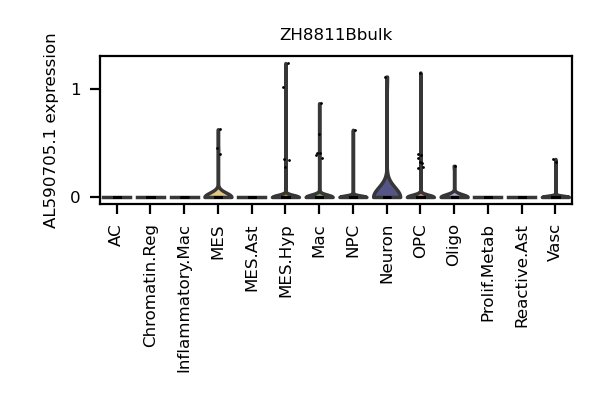 ZH8811Bbulk
AL590705.1 expression
1
0
AC
Chromatin.Reg
Inflammatory.Mac
MES
MES.Ast
MES.Hyp
Mac
NPC
Neuron
OPC
Oligo
Prolif.Metab
Reactive.Ast
Vasc